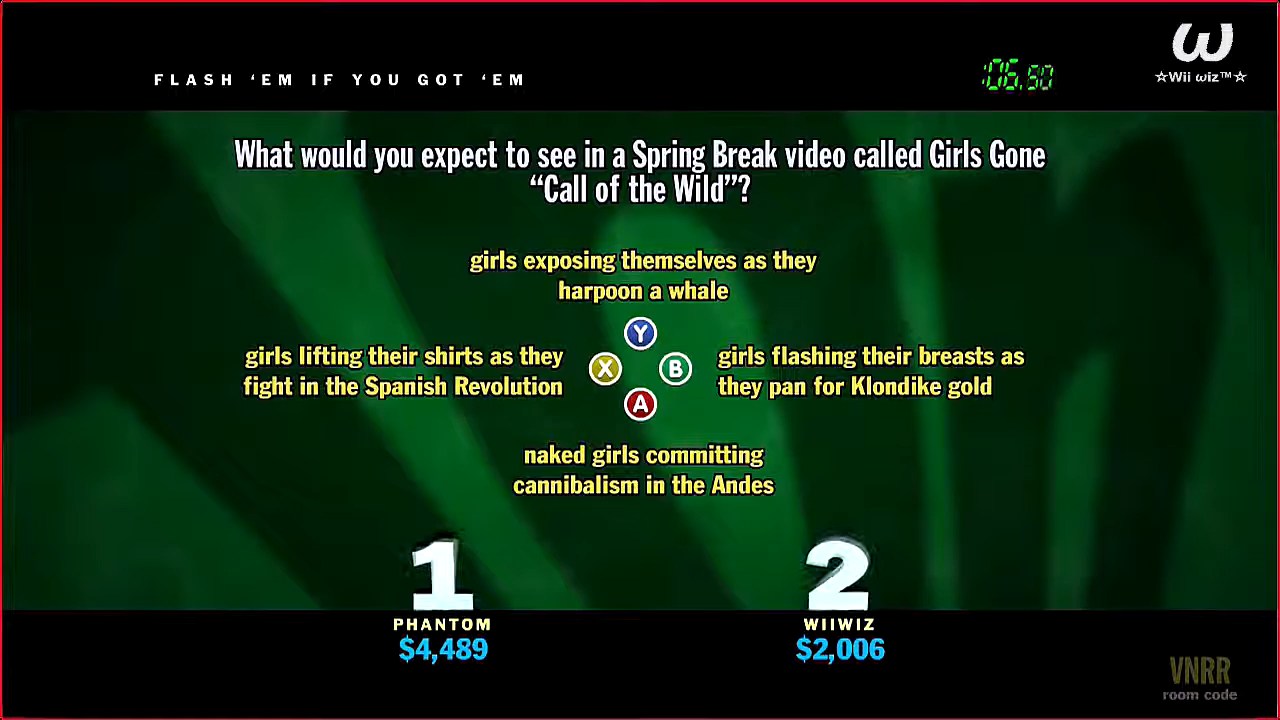 ω
FLASH ‘EM IF YOU GOT ‘EM
:06.50
☆Wii ωiz™☆
What would you expect to see in a Spring Break video called Girls Gone
“Call of the Wild”?
girls exposing themselves as they
harpoon a whale
Y
girls lifting their shirts as they
fight in the Spanish Revolution
X
B
girls flashing their breasts as
they pan for Klondike gold
A
naked girls committing
cannibalism in the Andes
1
2
PHANTOM
WIIWIZ
$4,489
$2,006
VNRR
room code